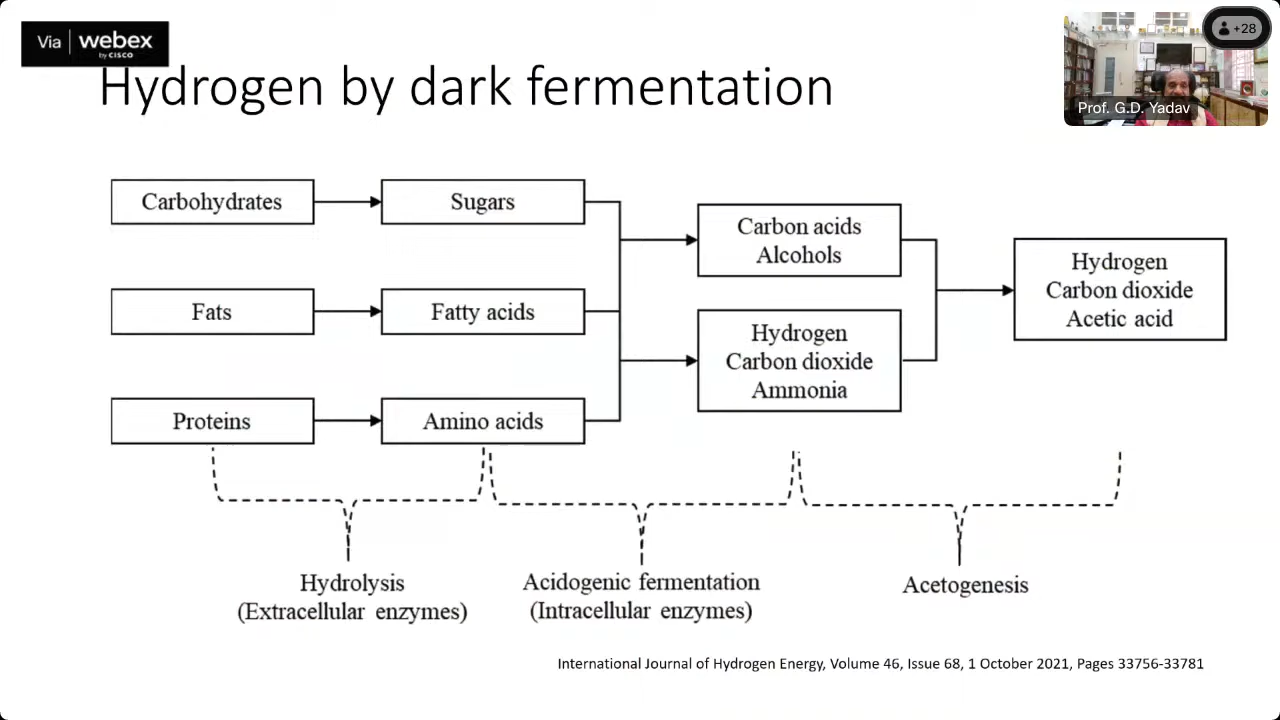 Via webex
by CISCO
+28
Prof. G.D. Yadav
Hydrogen by dark fermentation
Carbohydrates
Sugars
Fats
Fatty acids
Proteins
Amino acids
Carbon acids
Alcohols
Hydrogen
Carbon dioxide
Ammonia
Hydrogen
Carbon dioxide
Acetic acid
Hydrolysis
(Extracellular enzymes)
Acidogenic fermentation
(Intracellular enzymes)
Acetogenesis
International Journal of Hydrogen Energy, Volume 46, Issue 68, 1 October 2021, Pages 33756-33781